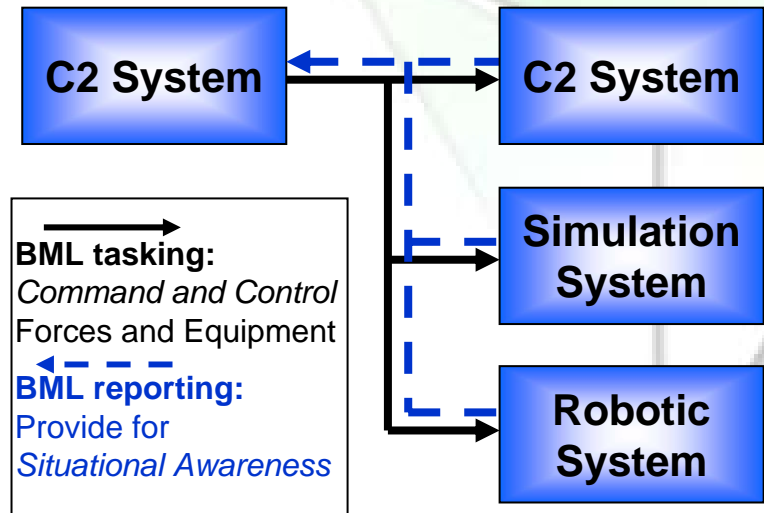 C2 System
C2 System
Simulation
System
Robotic
System
BML tasking:
Command and Control
Forces and Equipment
BML reporting:
Provide for
Situational Awareness